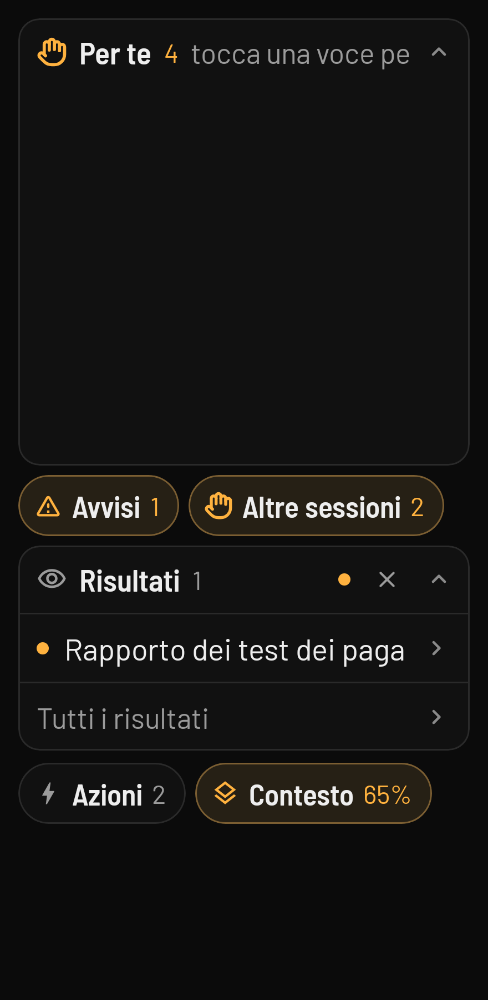 Per te 4 tocca una voce pe
Avvisi 1 Altre sessioni 2
Risultati 1
Rapporto dei test dei paga
Tutti i risultati
Azioni 2 Contesto 65%